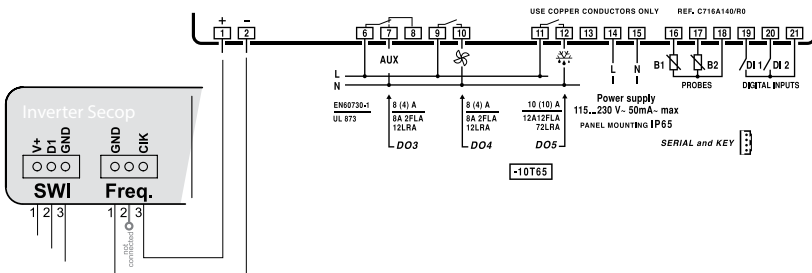 USE COPPER CONDUCTORS ONLY REF. C716A140/R0
+ −
1 2 6 7 8 9 10 11 12 13 14 15 16 17 18 19 20 21
AUX
L
N
L
I
N
I
B1 B2
DI 1 DI 2
PROBES
DIGITAL INPUTS
EN60730-1
UL 873
8 (4) A
8A 2FLA
12LRA
DO3
8 (4) A
8A 2FLA
12LRA
DO4
10 (10) A
12A12FLA
72LRA
DO5
Power supply
115...230 V~ 50mA~ max
PANEL MOUNTING IP65
SERIAL and KEY
-10T65
Inverter Secop
V+
D1
GND
GND
ClK
SWI
Freq.
1 2 3
1 2 3
not
connected